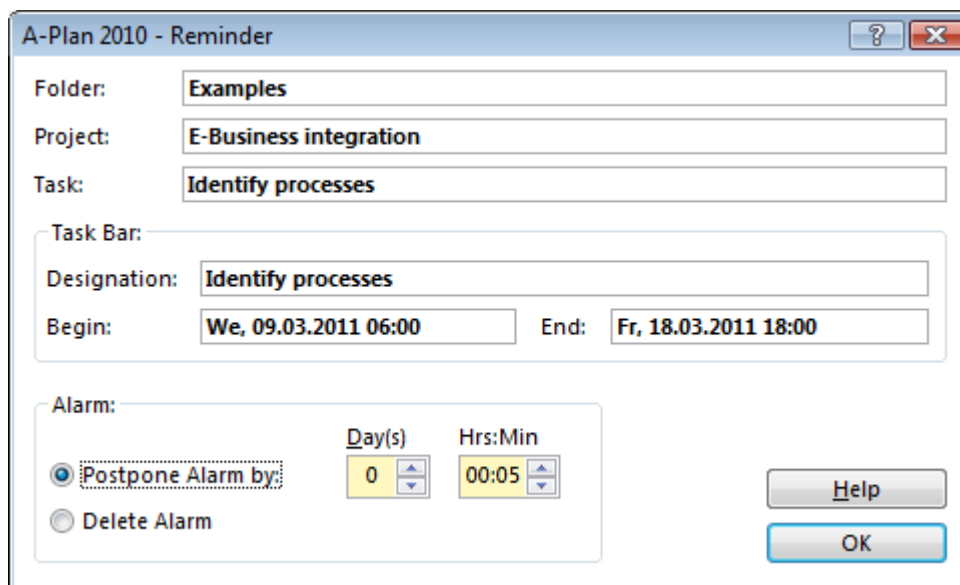 A-Plan 2010 - Reminder
Folder: Examples
Project: E-Business integration
Task: Identify processes
Task Bar:
Designation: Identify processes
Begin: We, 09.03.2011 06:00 End: Fr, 18.03.2011 18:00
Alarm:
Day(s) Hrs:Min
Postpone Alarm by: 0 00:05
Delete Alarm
Help
OK